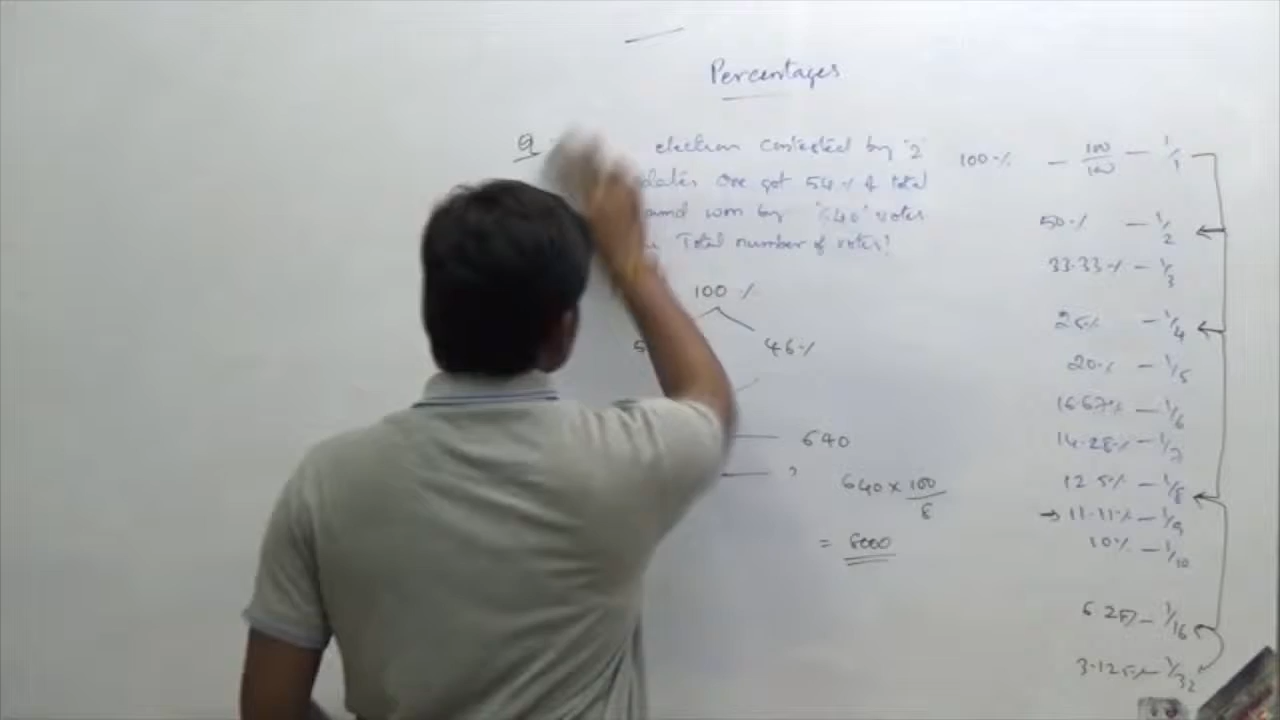 Percentages
Q election contested by "2"
dates one got 54% of total
and won by "640" votes
Total number of votes?
100 %
5 46%
640
?
640 × 100/8
= 8000
100% — 100/100 — 1/1
50% — 1/2
33.33% — 1/3
25% — 1/4
20% — 1/5
16.67% — 1/6
14.28% — 1/7
12.5% — 1/8
→ 11.11% — 1/9
10% — 1/10
6.25% — 1/16
3.125% — 1/32